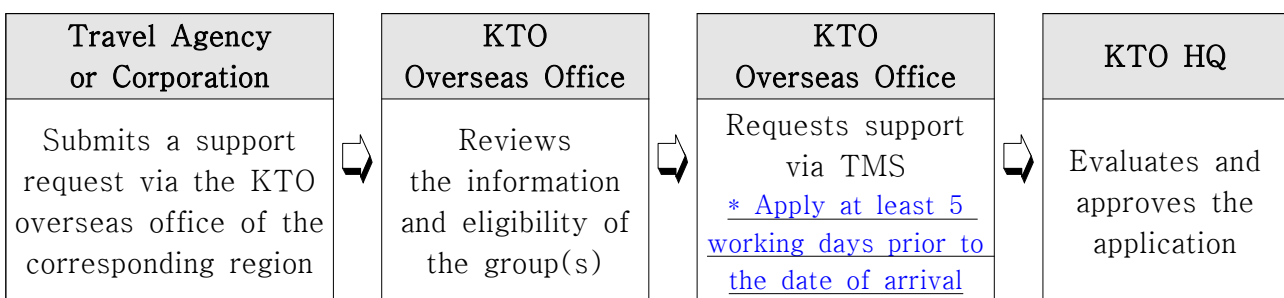 Travel Agency
or Corporation
Submits a support
request via the KTO
overseas office of the
corresponding region
KTO
Overseas Office
Reviews
the information
and eligibility of
the group(s)
KTO
Overseas Office
Requests support
via TMS
* Apply at least 5
working days prior to
the date of arrival
KTO HQ
Evaluates and
approves the
application